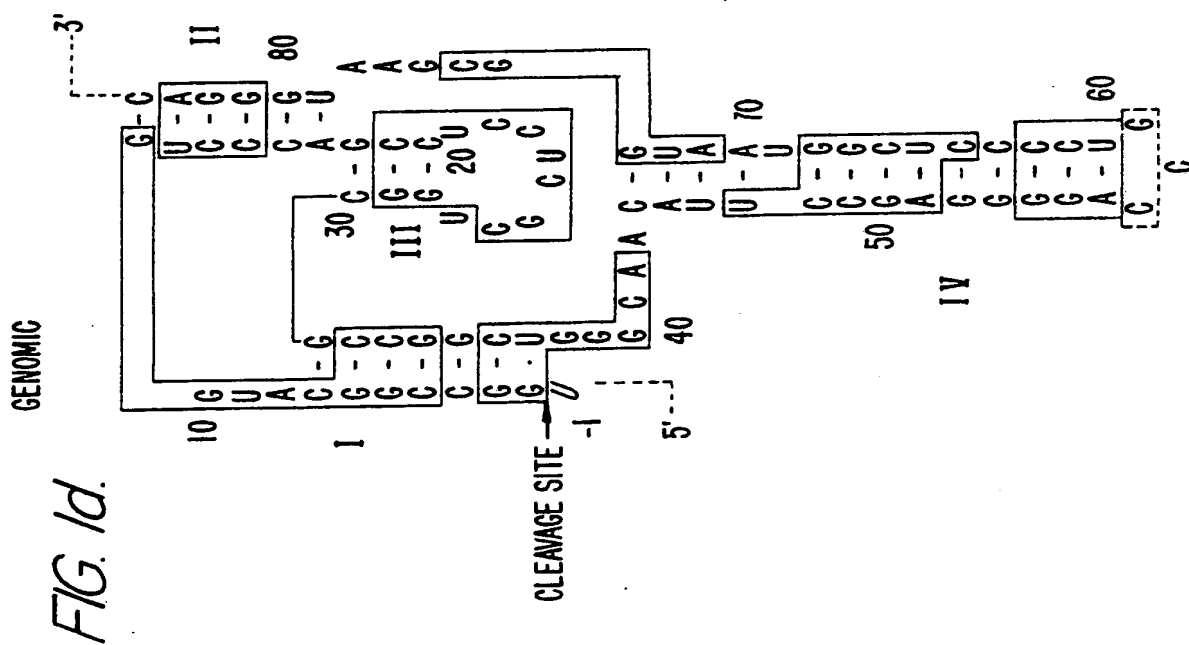 FIG. 1d.
GENOMIC
3'
G - C
U - A
II
C - G
C - G
C - G
80
A - U
10
G
U
A
C - G
I
G - C
G - C
C - G
C - G
G - C
G · U
CLEAVAGE SITE
U
-1
5'
30
C - G
G - C
G - C
III
20
U U
C C
G C
C U
A
A
G
C
G
G
G
40
G C A A
C - G
A - U
U - A
U - A
70
U
C - G
C - G
50
G - C
A - U
G - C
G - C
IV
G - C
G - C
A - U
60
C G
C